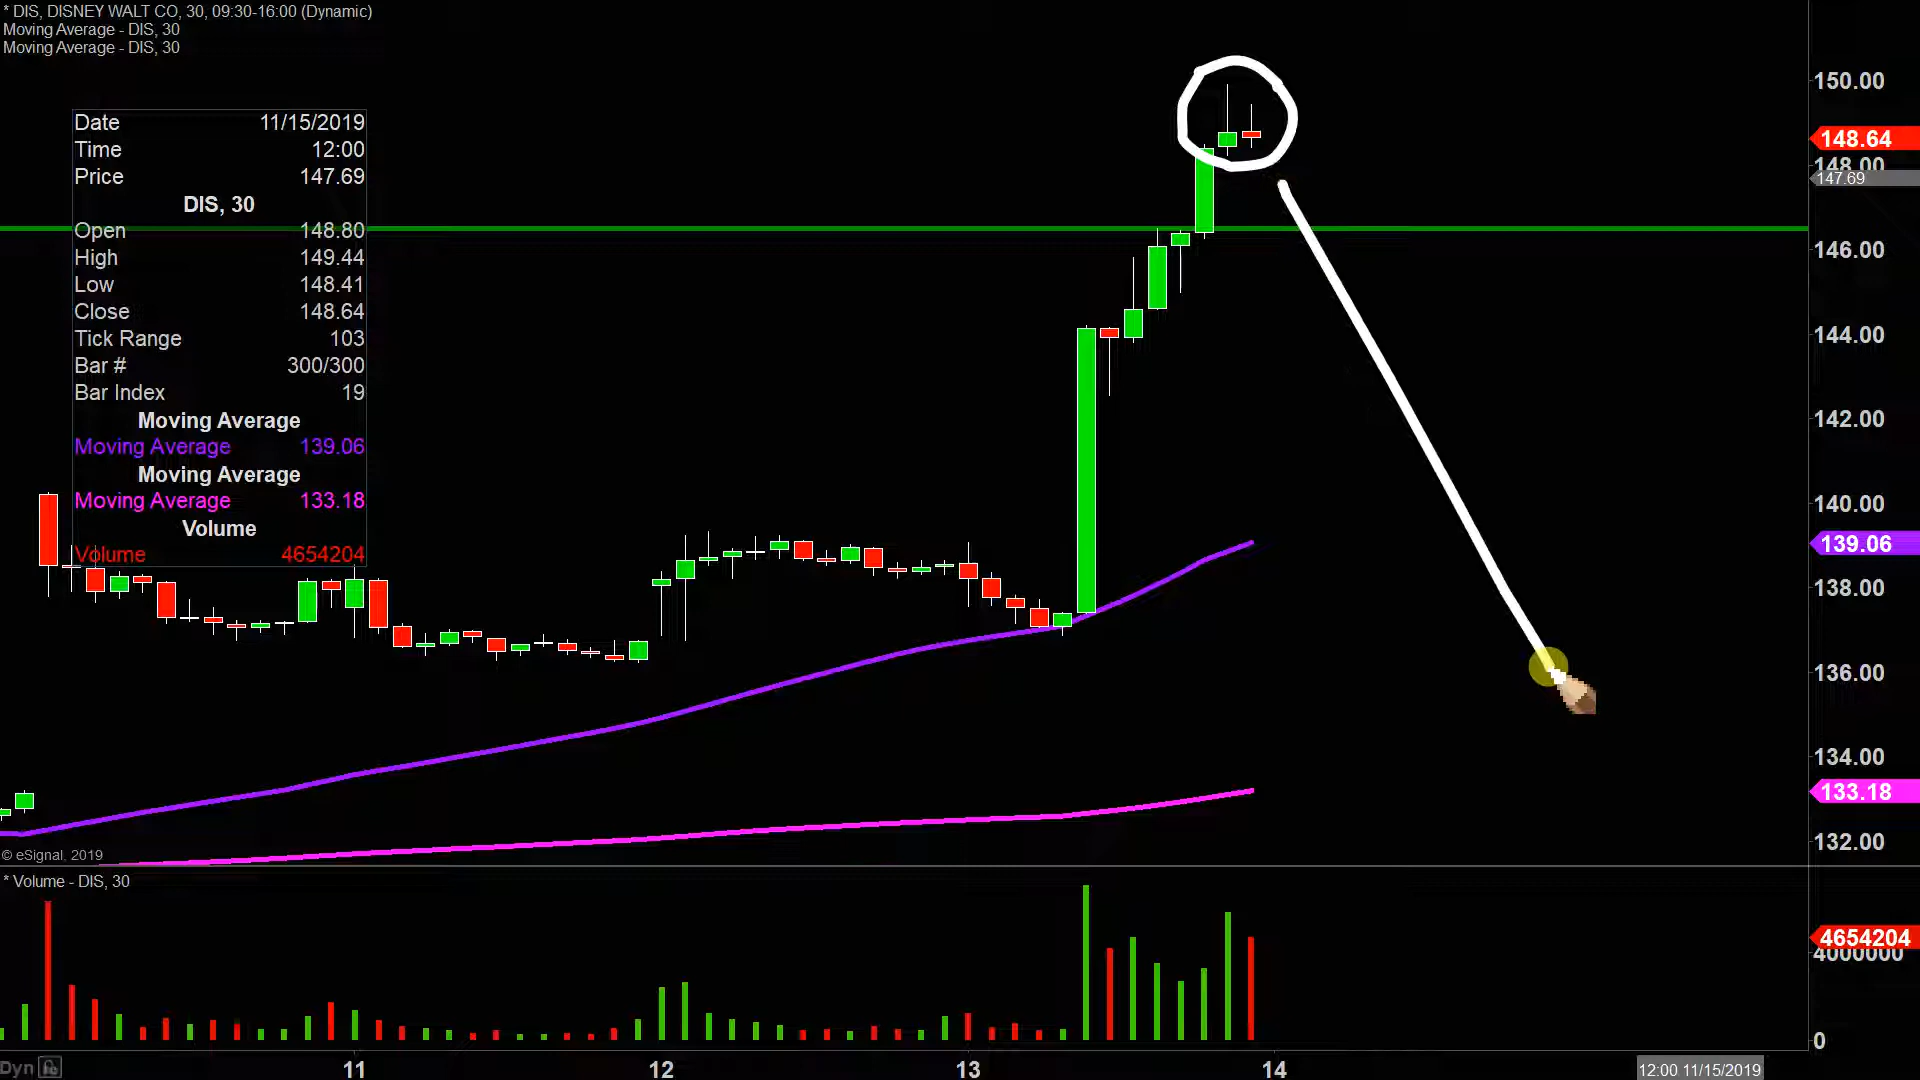 * DIS, DISNEY WALT CO, 30, 09:30-16:00 (Dynamic)
Moving Average - DIS, 30
Moving Average - DIS, 30
Date 11/15/2019
Time 12:00
Price 147.69
DIS, 30
Open 148.80
High 149.44
Low 148.41
Close 148.64
Tick Range 103
Bar # 300/300
Bar Index 19
Moving Average
Moving Average 139.06
Moving Average
Moving Average 133.18
Volume
Volume 4654204
150.00
148.64
148.00
147.69
146.00
144.00
142.00
140.00
139.06
138.00
136.00
134.00
133.18
132.00
© eSignal, 2019
* Volume - DIS, 30
4654204
4000000
0
Dyn 11 12 13 14 12:00 11/15/2019